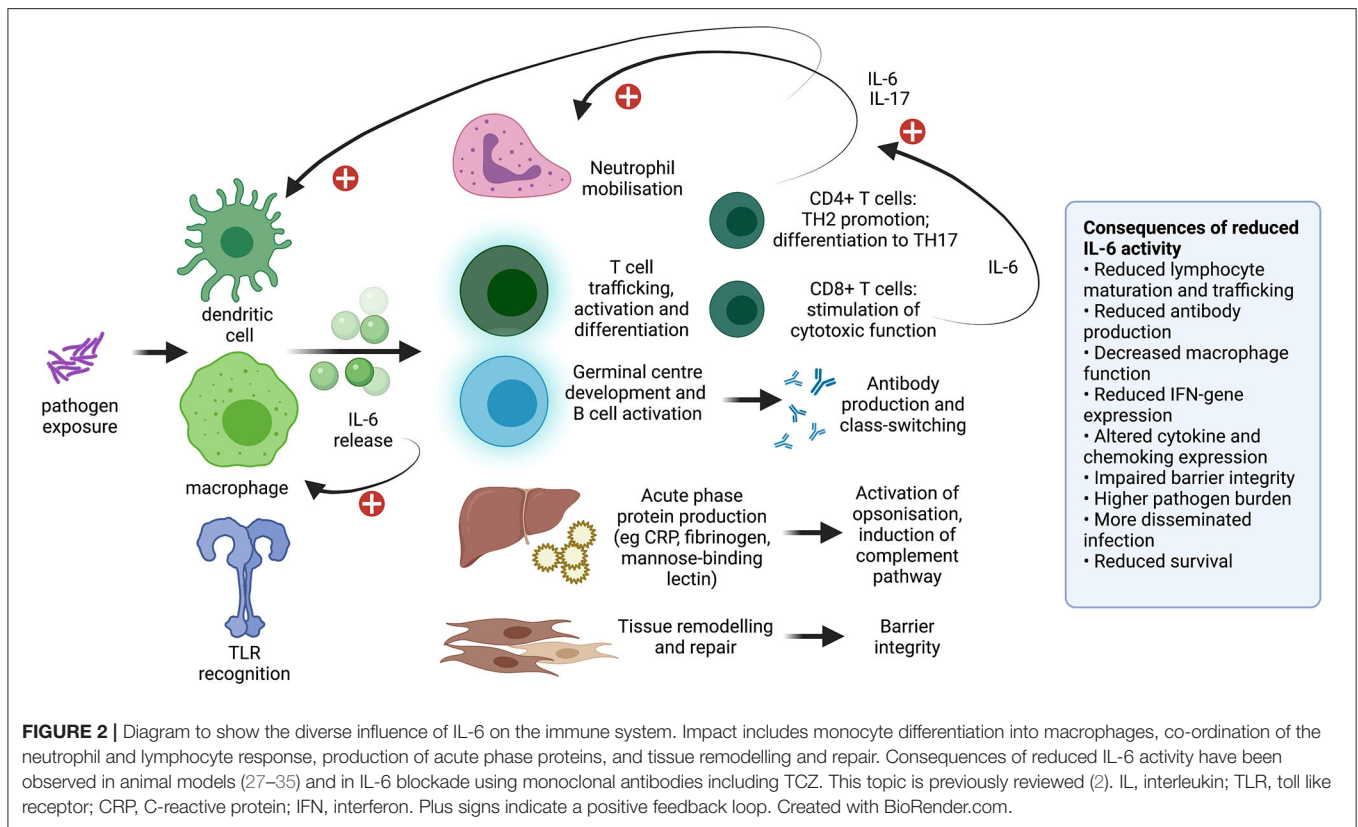 IL-6
IL-17
Neutrophil
mobilisation
CD4+ T cells:
TH2 promotion;
differentiation to TH17
IL-6
dendritic
cell
T cell
trafficking,
activation and
differentiation
CD8+ T cells:
stimulation of
cytotoxic function
pathogen
exposure
IL-6
release
macrophage
Germinal centre
development and
B cell activation
Antibody
production and
class-switching
TLR
recognition
Acute phase
protein production
(eg CRP, fibrinogen,
mannose-binding
lectin)
Activation of
opsonisation,
induction of
complement
pathway
Tissue remodelling
and repair
Barrier
integrity
Consequences of reduced
IL-6 activity
• Reduced lymphocyte
maturation and trafficking
• Reduced antibody
production
• Decreased macrophage
function
• Reduced IFN-gene
expression
• Altered cytokine and
chemoking expression
• Impaired barrier integrity
• Higher pathogen burden
• More disseminated
infection
• Reduced survival
FIGURE 2 | Diagram to show the diverse influence of IL-6 on the immune system. Impact includes monocyte differentiation into macrophages, co-ordination of the
neutrophil and lymphocyte response, production of acute phase proteins, and tissue remodelling and repair. Consequences of reduced IL-6 activity have been
observed in animal models (27–35) and in IL-6 blockade using monoclonal antibodies including TCZ. This topic is previously reviewed (2). IL, interleukin; TLR, toll like
receptor; CRP, C-reactive protein; IFN, interferon. Plus signs indicate a positive feedback loop. Created with BioRender.com.